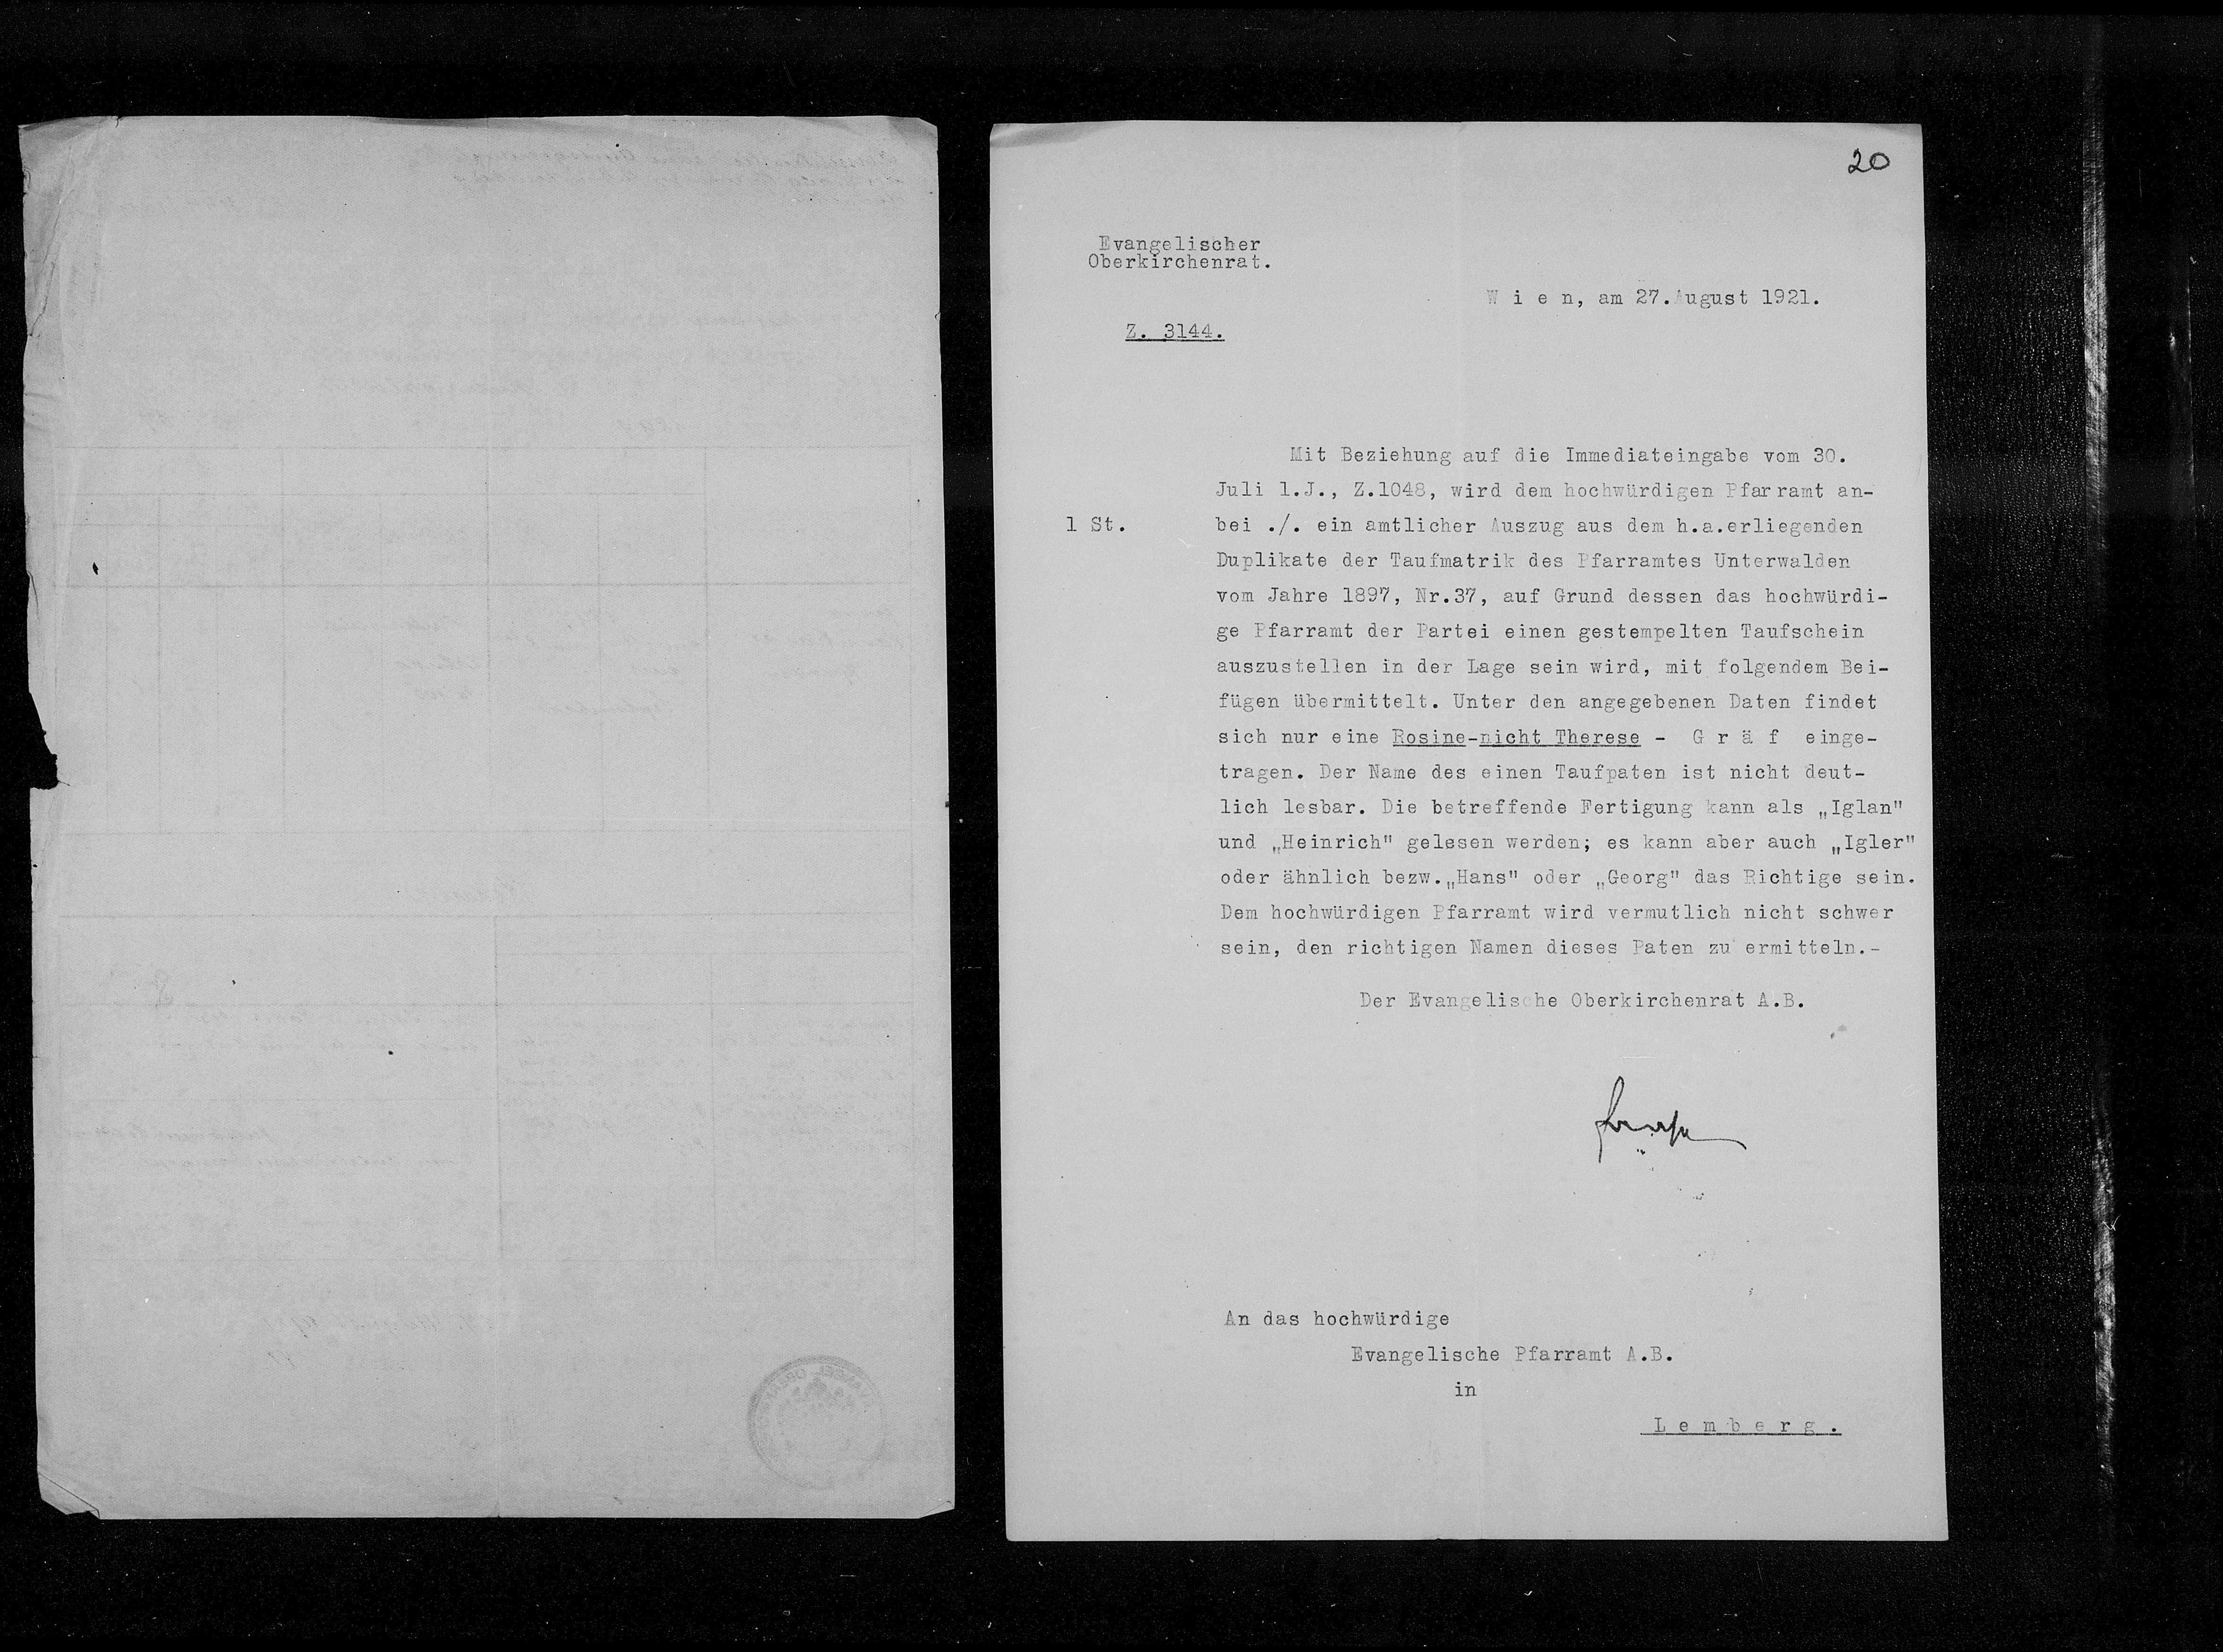 20
Evangelischer
Oberkirchenrat.
W i e n, am 27.August 1921.
Z. 3144.
Mit Beziehung auf die Immediateingabe vom 30.
Juli l.J., Z.1048, wird dem hochwürdigen Pfarramt an-
1 St. bei ./. ein amtlicher Auszug aus dem h.a.erliegenden
Duplikate der Taufmatrik des Pfarramtes Unterwalden
vom Jahre 1897, Nr.37, auf Grund dessen das hochwürdi-
ge Pfarramt der Partei einen gestempelten Taufschein
auszustellen in der Lage sein wird, mit folgendem Bei-
fügen übermittelt. Unter den angegebenen Daten findet
sich nur eine Rosine-nicht Therese - G r ä f einge-
tragen. Der Name des einen Taufpaten ist nicht deut-
lich lesbar. Die betreffende Fertigung kann als „Iglan"
und „Heinrich" gelesen werden; es kann aber auch „Igler"
oder ähnlich bezw.„Hans" oder „Georg" das Richtige sein.
Dem hochwürdigen Pfarramt wird vermutlich nicht schwer
sein, den richtigen Namen dieses Paten zu ermitteln.-
Der Evangelische Oberkirchenrat A.B.
An das hochwürdige
Evangelische Pfarramt A.B.
in
L e m b e r g .